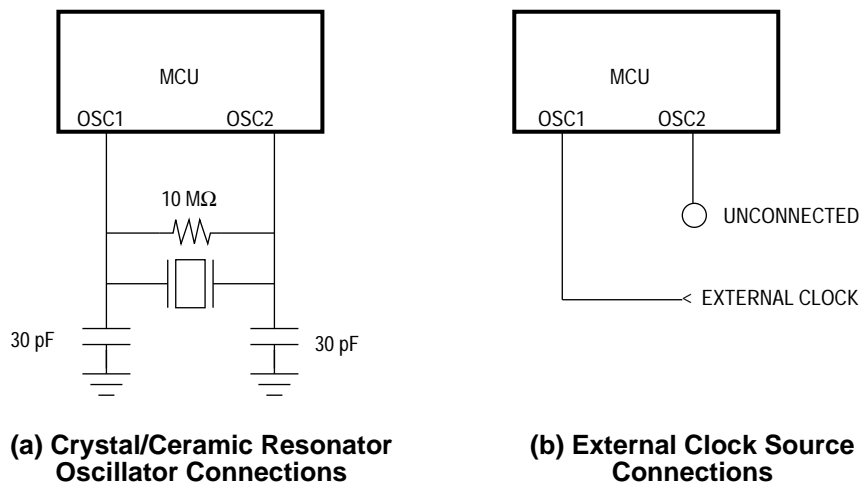 MCU
OSC1 OSC2
10 MΩ
30 pF
30 pF
(a) Crystal/Ceramic Resonator
Oscillator Connections
MCU
OSC1 OSC2
UNCONNECTED
< EXTERNAL CLOCK
(b) External Clock Source
Connections